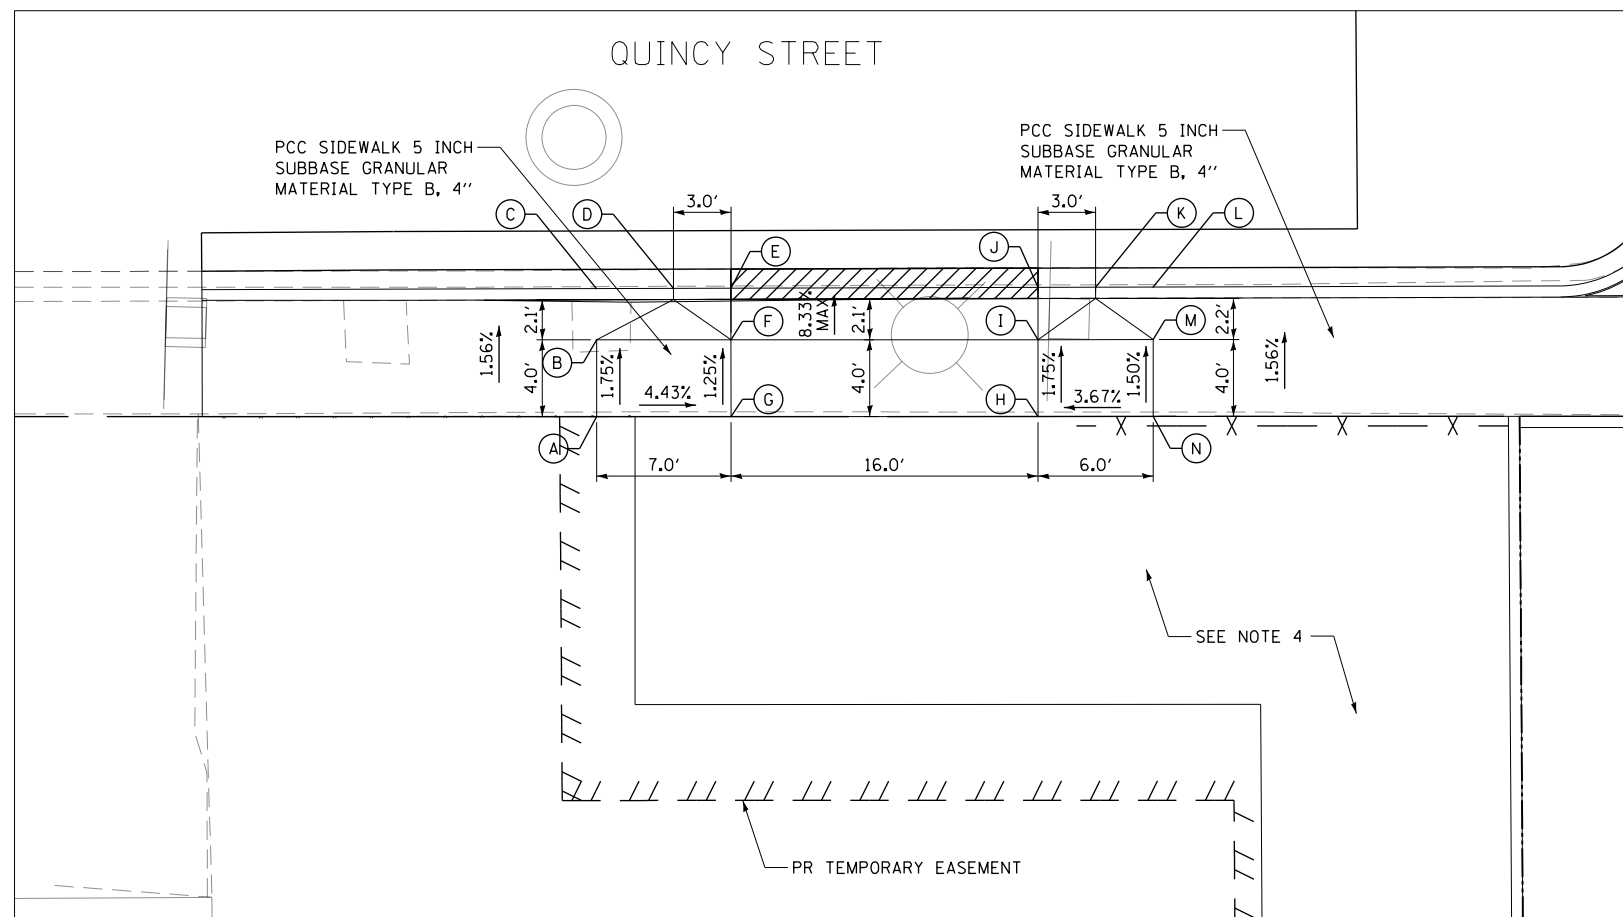 QUINCY STREET
PCC SIDEWALK 5 INCH
SUBBASE GRANULAR
MATERIAL TYPE B, 4''
PCC SIDEWALK 5 INCH
SUBBASE GRANULAR
MATERIAL TYPE B, 4''
3.0'
3.0'
C
D
K
L
E
J
F
I
M
B
2.1'
8.33%
MAX
2.1'
2.2'
1.56%
4.0'
1.75%
4.43%
1.25%
4.0'
1.75%
3.67%
1.50%
4.0'
1.56%
G
H
A
N
7.0'
16.0'
6.0'
X
X
X
X
SEE NOTE 4
PR TEMPORARY EASEMENT